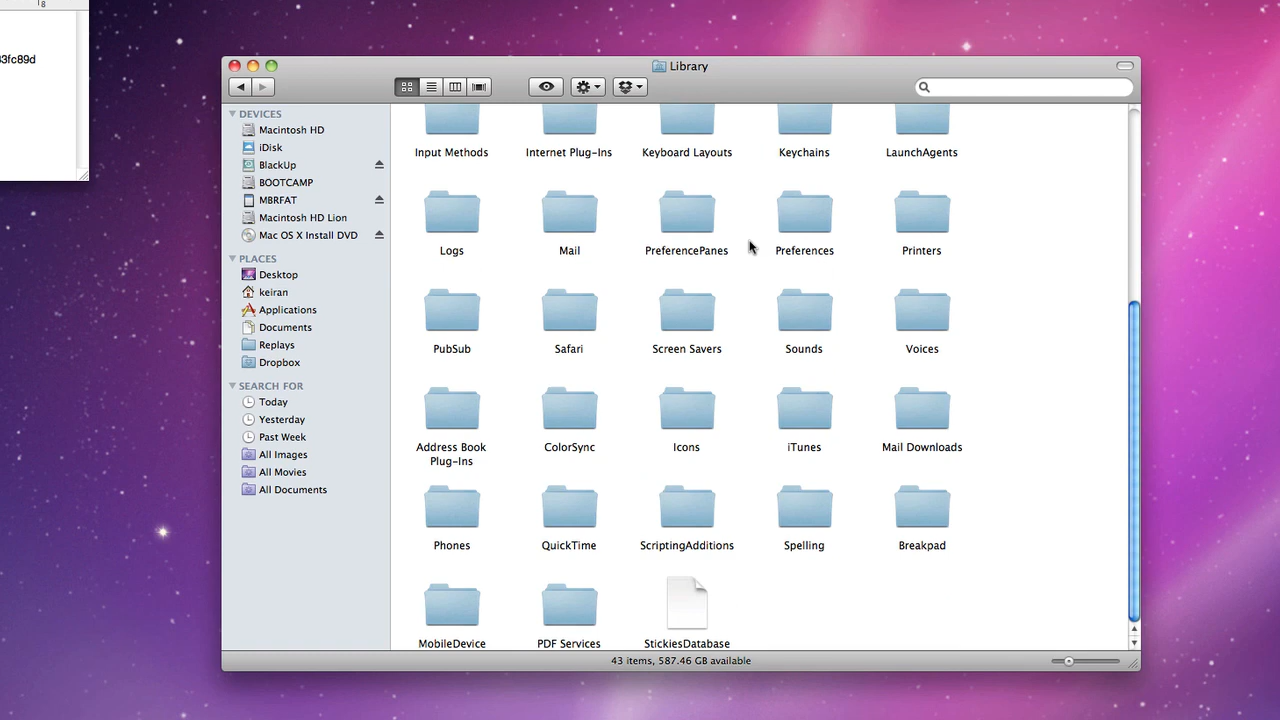 8
3fc89d
Library
DEVICES
Macintosh HD
iDisk
BackUp
BOOTCAMP
MBRFAT
Macintosh HD Lion
Mac OS X Install DVD
PLACES
Desktop
keiran
Applications
Documents
Replays
Dropbox
SEARCH FOR
Today
Yesterday
Past Week
All Images
All Movies
All Documents
Input Methods
Internet Plug-Ins
Keyboard Layouts
Keychains
LaunchAgents
Logs
Mail
PreferencePanes
Preferences
Printers
PubSub
Safari
Screen Savers
Sounds
Voices
Address Book
Plug-Ins
ColorSync
Icons
iTunes
Mail Downloads
Phones
QuickTime
ScriptingAdditions
Spelling
Breakpad
MobileDevice
PDF Services
StickiesDatabase
43 items, 587.46 GB available